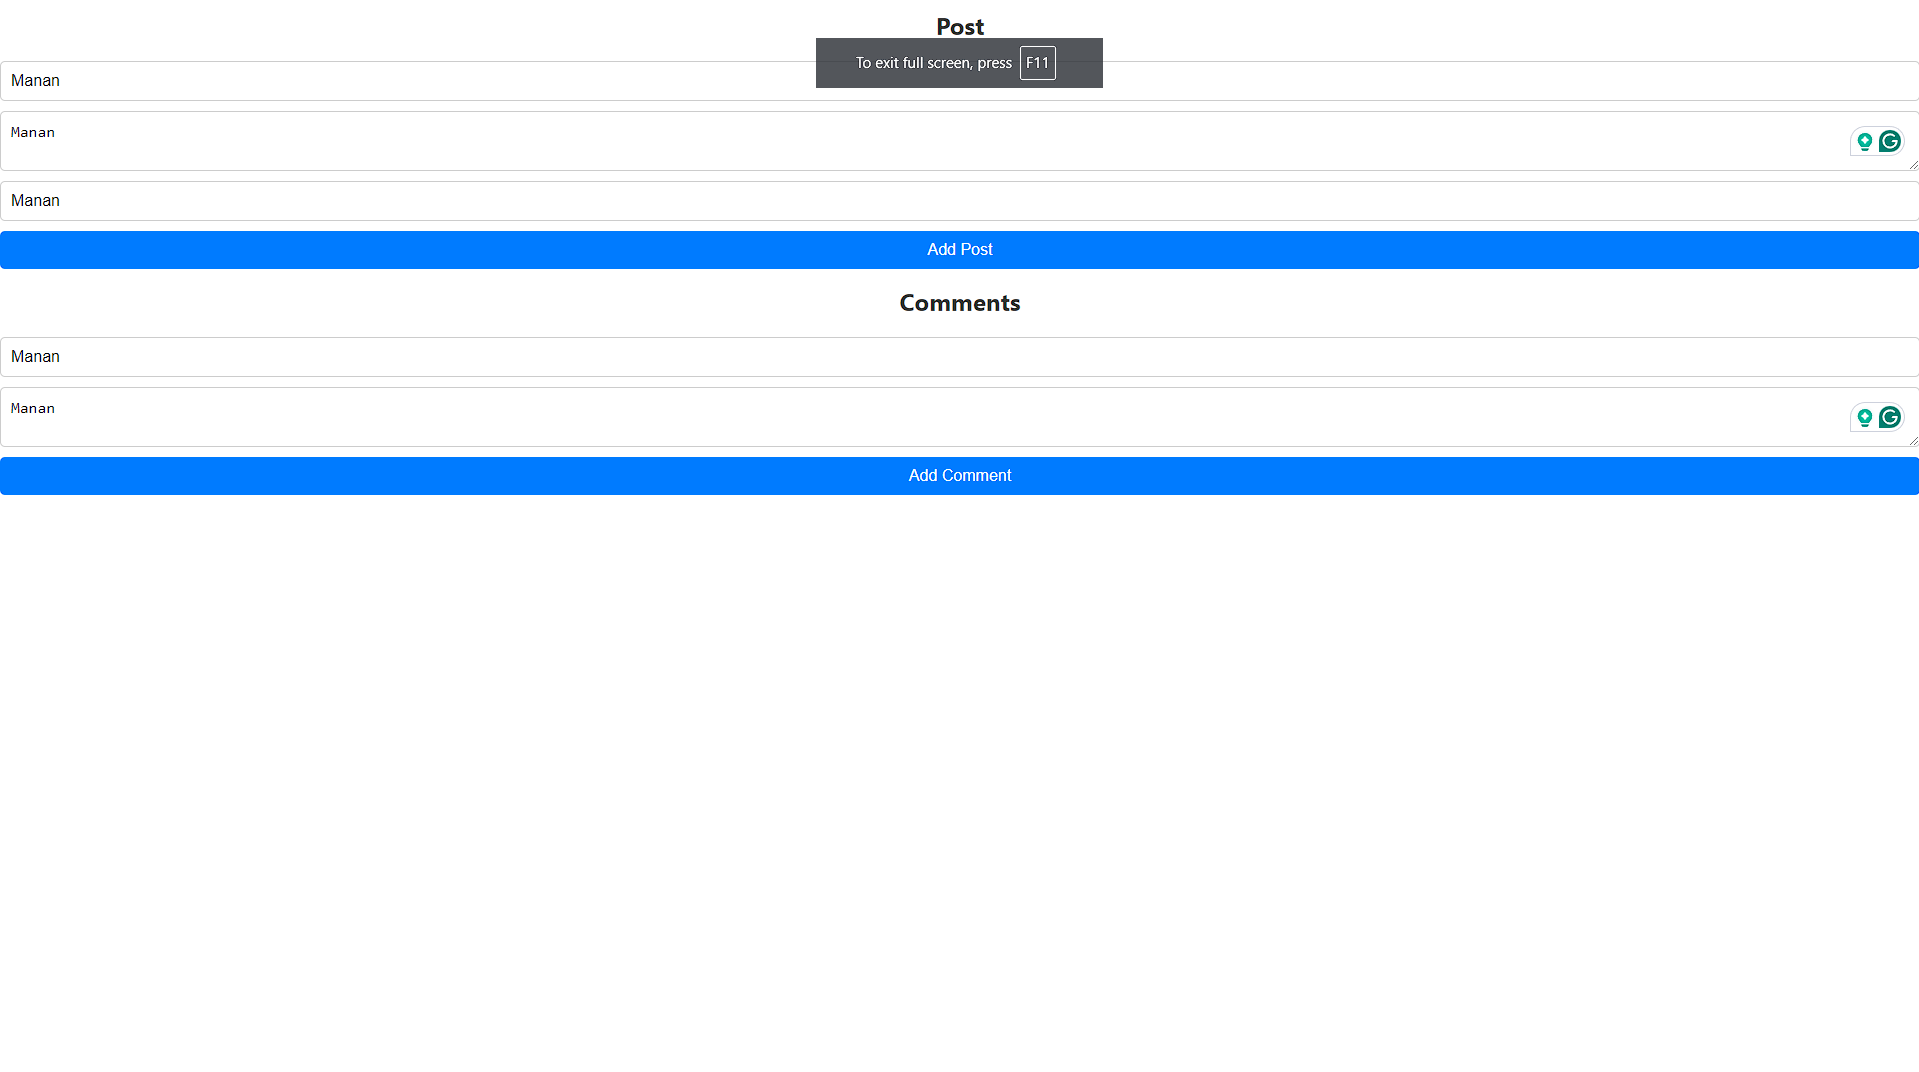 Post
To exit full screen, press F11
Manan
Manan
Manan
Add Post
Comments
Manan
Manan
Add Comment